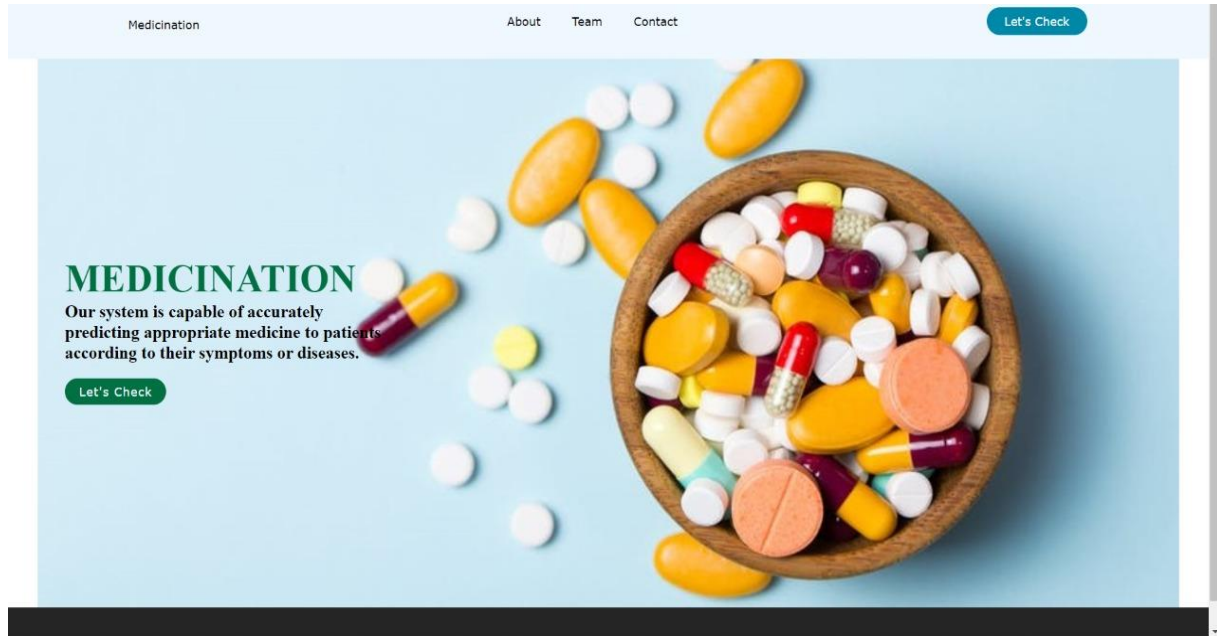 Medicination
About
Team
Contact
Let's Check
MEDICINATION
Our system is capable of accurately
predicting appropriate medicine to patients
according to their symptoms or diseases.
Let's Check